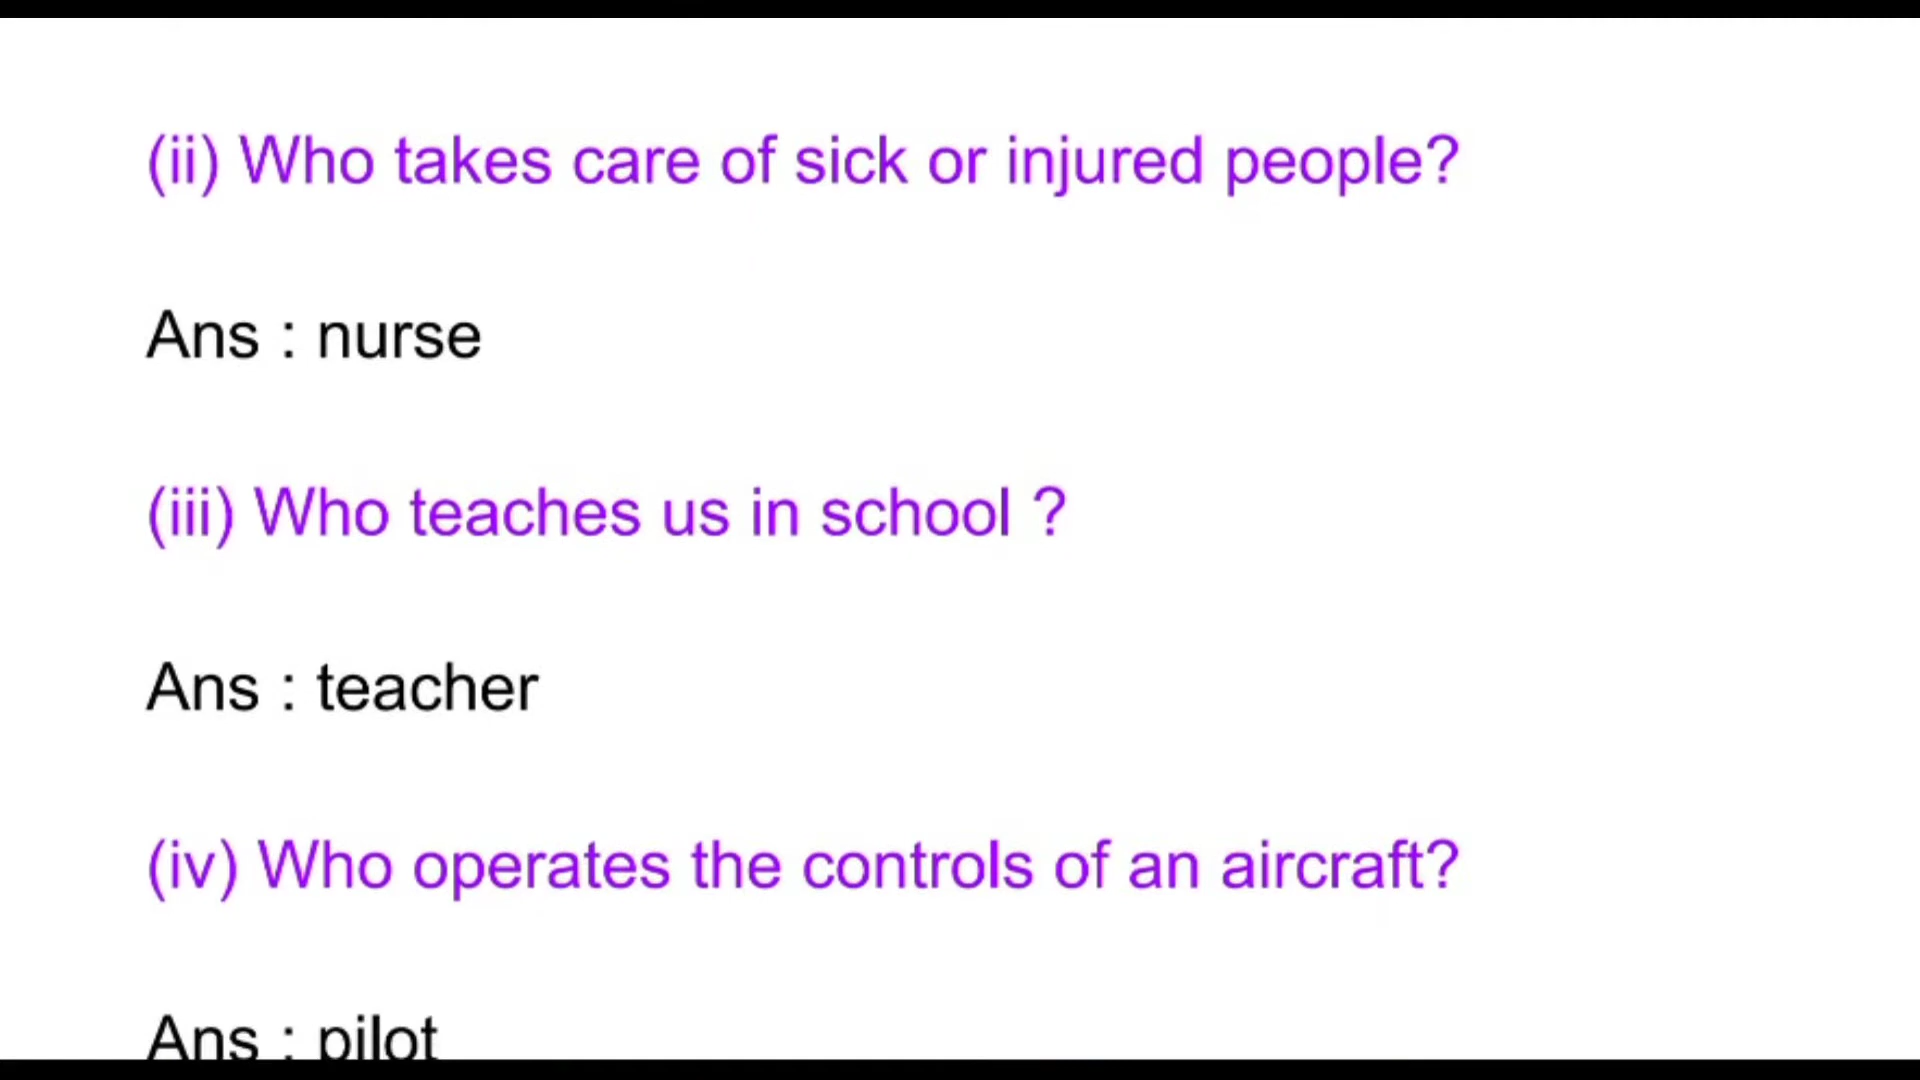 (ii) Who takes care of sick or injured people?
Ans : nurse
(iii) Who teaches us in school ?
Ans : teacher
(iv) Who operates the controls of an aircraft?
Ans : pilot